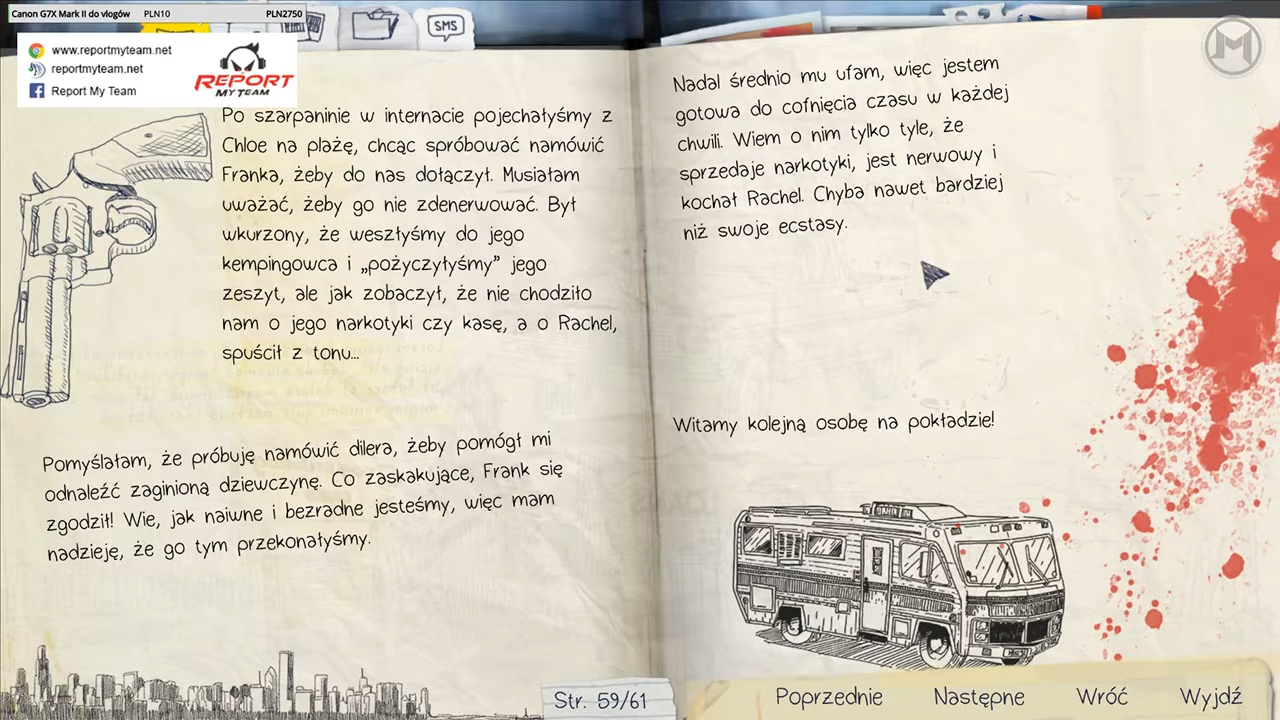 Canon G7X Mark II do vlogów PLN10 PLN2750
SMS
www.reportmyteam.net
reportmyteam.net
Report My Team
REPORT
MY TEAM
Po szarpaninie w internacie pojechałyśmy z
Chloe na plażę, chcąc spróbować namówić
Franka, żeby do nas dołączył. Musiałam
uważać, żeby go nie zdenerwować. Był
wkurzony, że weszłyśmy do jego
kempingowca i „pożyczyłyśmy” jego
zeszyt, ale jak zobaczył, że nie chodziło
nam o jego narkotyki czy kasę, a o Rachel,
spuścił z tonu...
Pomyślałam, że próbuję namówić dilera, żeby pomógł mi
odnaleźć zaginioną dziewczynę. Co zaskakujące, Frank się
zgodził! Wie, jak naiwne i bezradne jesteśmy, więc mam
nadzieję, że go tym przekonałyśmy.
Nadal średnio mu ufam, więc jestem
gotowa do cofnięcia czasu w każdej
chwili. Wiem o nim tylko tyle, że
sprzedaje narkotyki, jest nerwowy i
kochał Rachel. Chyba nawet bardziej
niż swoje ecstasy.
Witamy kolejną osobę na pokładzie!
Str. 59/61
Poprzednie Następne Wróć Wyjdź